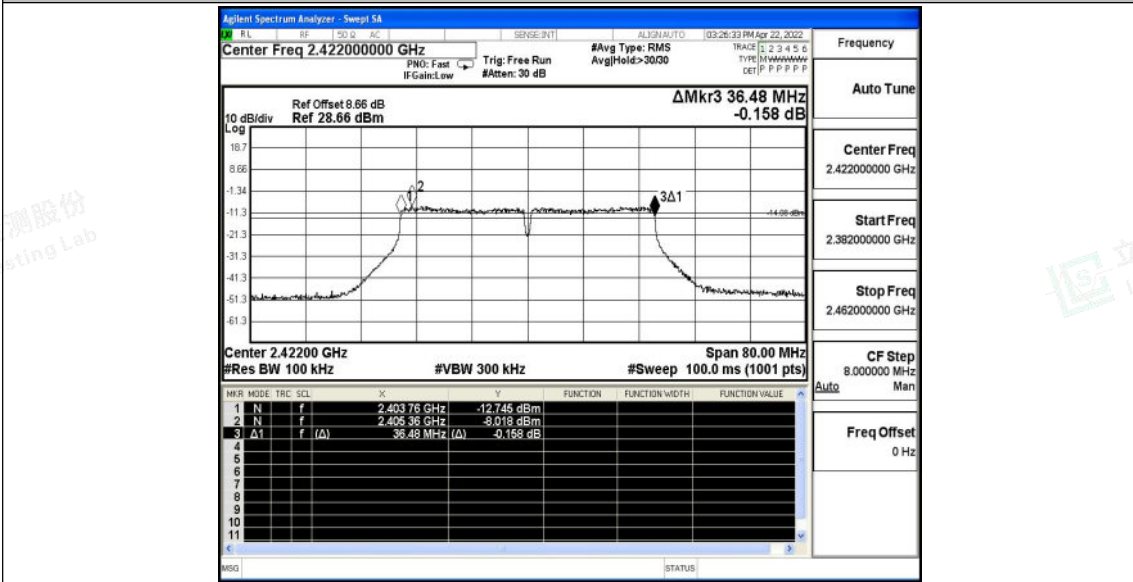 Agilent Spectrum Analyzer - Swept SA
RL RF 50 Ω AC SENSE:INT ALIGNAUTO 03:26:33 PM Apr 22, 2022
Center Freq 2.422000000 GHz
PNO: Fast
IFGain:Low
Trig: Free Run
#Atten: 30 dB
#Avg Type: RMS
Avg|Hold:>30/30
TRACE 1 2 3 4 5 6
TYPE M
DET P P P P P P
Frequency
Auto Tune
ΔMkr3 36.48 MHz
-0.158 dB
Ref Offset 8.66 dB
10 dB/div Ref 28.66 dBm
Log
18.7
8.66
-1.34
-11.3
-21.3
-31.3
-41.3
-51.3
-61.3
1
2
3Δ1
-14.08 dBm
Center Freq
2.422000000 GHz
Start Freq
2.382000000 GHz
Stop Freq
2.462000000 GHz
CF Step
8.000000 MHz
Auto Man
Freq Offset
0 Hz
Center 2.42200 GHz Span 80.00 MHz
#Res BW 100 kHz #VBW 300 kHz #Sweep 100.0 ms (1001 pts)
MKR MODE TRC SCL X Y FUNCTION FUNCTION WIDTH FUNCTION VALUE
1 N f 2.403 76 GHz -12.745 dBm
2 N f 2.405 36 GHz -8.018 dBm
3 Δ1 f (Δ) 36.48 MHz (Δ) -0.158 dB
4
5
6
7
8
9
10
11
MSG STATUS
测股份
sting Lab
立